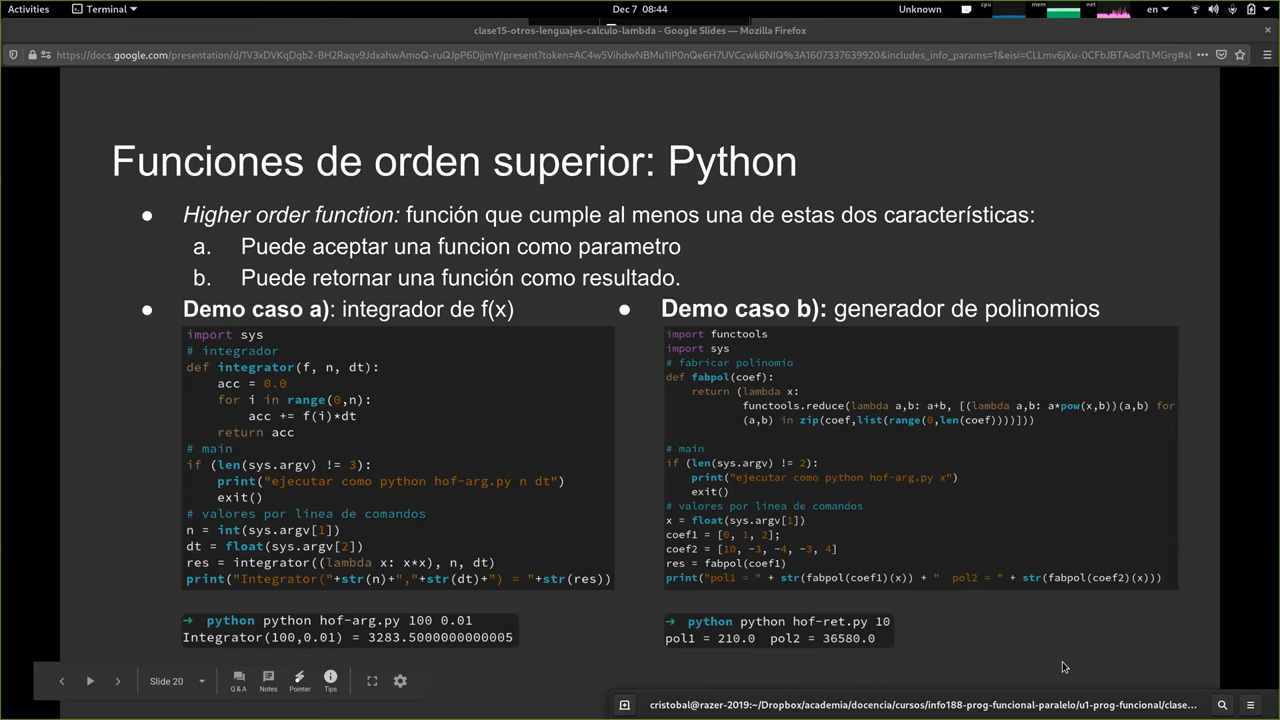 Activities
Terminal
Dec 7 08:44
cpu
mem
net
Unknown
en
clase15-otros-lenguajes-calculo-lambda - Google Slides — Mozilla Firefox
Funciones de orden superior: Python
● Higher order function: función que cumple al menos una de estas dos características:
a. Puede aceptar una funcion como parametro
b. Puede retornar una función como resultado.
● Demo caso a): integrador de f(x)
import sys
# integrador
def integrator(f, n, dt):
    acc = 0.0
    for i in range(0,n):
        acc += f(i)*dt
    return acc
# main
if (len(sys.argv) != 3):
    print("ejecutar como python hof-arg.py n dt")
    exit()
# valores por linea de comandos
n = int(sys.argv[1])
dt = float(sys.argv[2])
res = integrator((lambda x: x*x), n, dt)
print("Integrator("+str(n)+","+str(dt)+") = "+str(res))
➜ python python hof-arg.py 100 0.01
Integrator(100,0.01) = 3283.5000000000005
● Demo caso b): generador de polinomios
import functools
import sys
# fabricar polinomio
def fabpol(coef):
    return (lambda x:
            functools.reduce(lambda a,b: a+b, [(lambda a,b: a*pow(x,b))(a,b) for
            (a,b) in zip(coef,list(range(0,len(coef))))]))
# main
if (len(sys.argv) != 2):
    print("ejecutar como python hof-arg.py x")
    exit()
# valores por linea de comandos
x = float(sys.argv[1])
coef1 = [0, 1, 2];
coef2 = [10, -3, -4, -3, 4]
res = fabpol(coef1)
print("pol1 = " + str(fabpol(coef1)(x)) + "  pol2 = " + str(fabpol(coef2)(x)))
➜ python python hof-ret.py 10
pol1 = 210.0  pol2 = 36580.0
Slide 20
Q & A
Notes
Pointer
Tips
cristobal@razer-2019:~/Dropbox/academia/docencia/cursos/info188-prog-funcional-paralelo/u1-prog-funcional/clase...